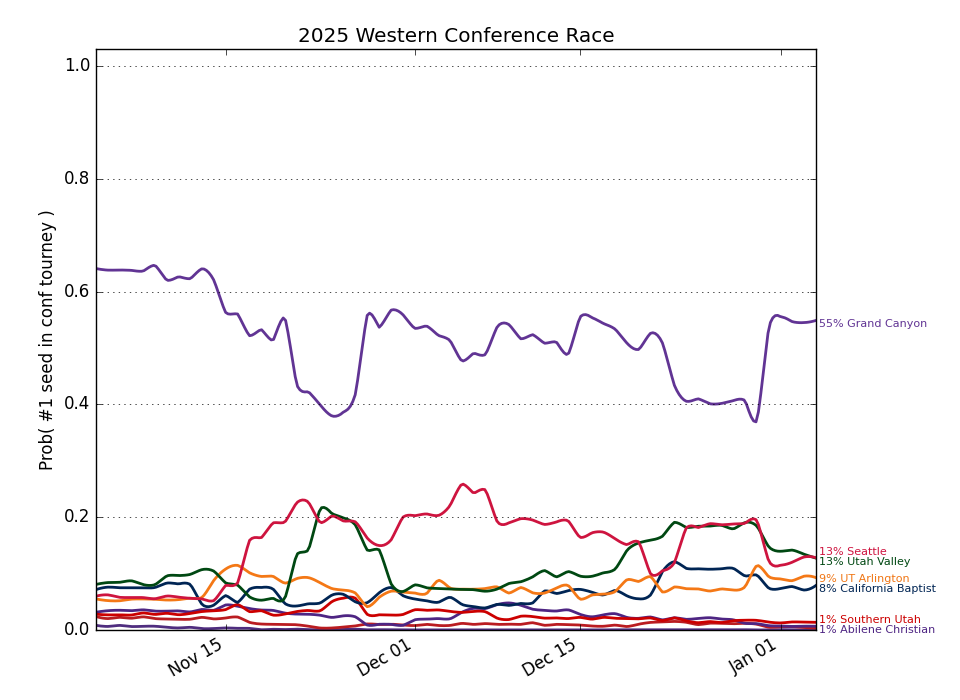 2025 Western Conference Race
Prob( #1 seed in conf tourney )
1.0
0.8
0.6
0.4
0.2
0.0
Nov 15
Dec 01
Dec 15
Jan 01
55% Grand Canyon
13% Seattle
13% Utah Valley
9% UT Arlington
8% California Baptist
1% Southern Utah
1% Abilene Christian